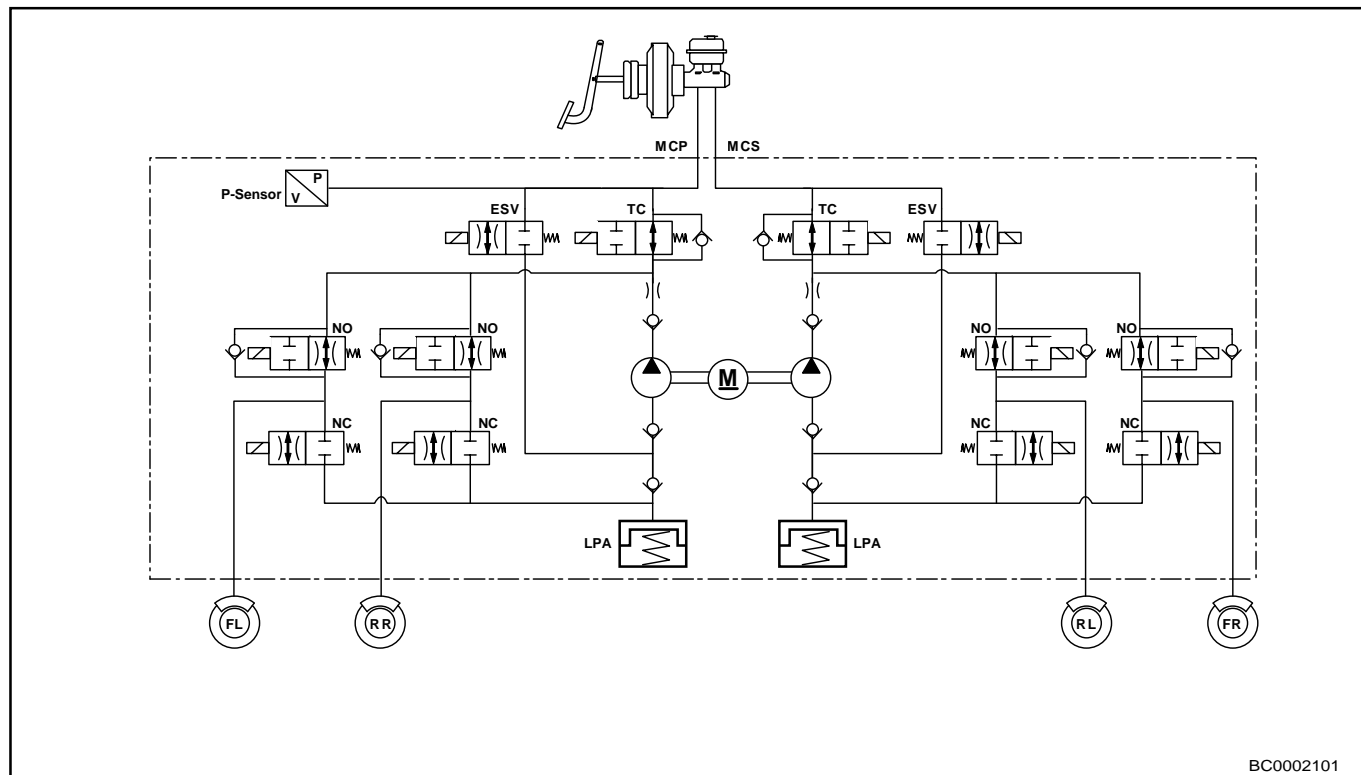 MCP MCS
P-Sensor P V
ESV TC TC ESV
NO NO NO NO
M
NC NC NC NC
LPA LPA
FL RR RL FR
BC0002101